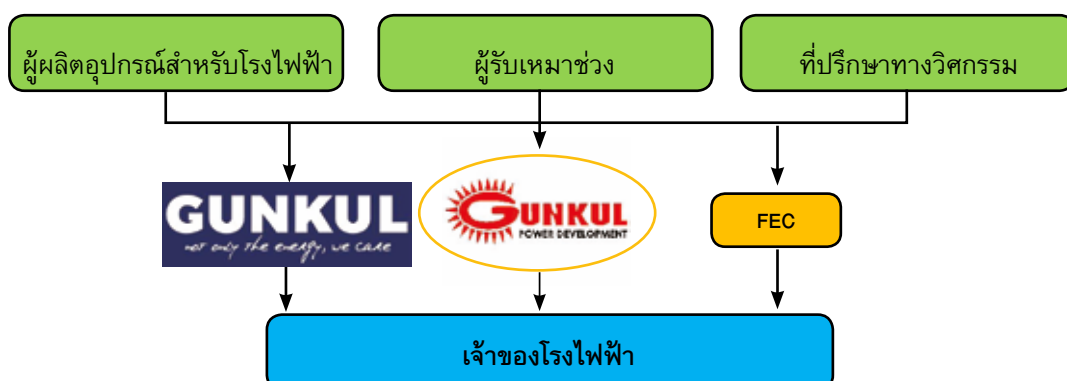 ผู้ผลิตอุปกรณ์สำหรับโรงไฟฟ้า
ผู้รับเหมาช่วง
ที่ปรึกษาทางวิศกรรม
GUNKUL
not only the energy, we care
GUNKUL
POWER DEVELOPMENT
FEC
เจ้าของโรงไฟฟ้า